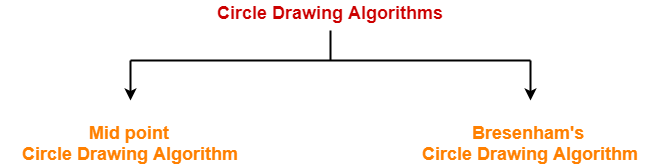 Circle Drawing Algorithms
Mid point
Circle Drawing Algorithm
Bresenham's
Circle Drawing Algorithm